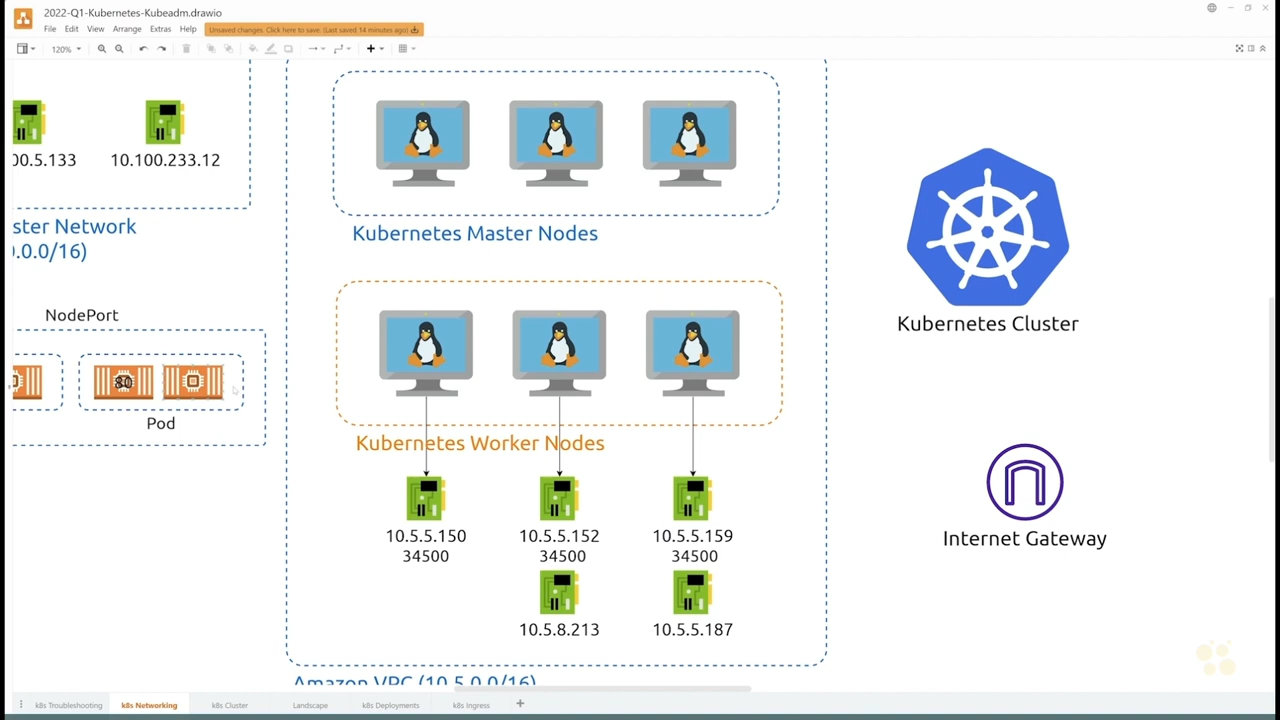 2022-Q1-Kubernetes-Kubeadm.drawio
File Edit View Arrange Extras Help Unsaved changes. Click here to save. (Last saved 14 minutes ago)
120%
00.5.133 10.100.233.12
ster Network
.0.0/16)
Kubernetes Master Nodes
NodePort
80
Pod
Kubernetes Worker Nodes
10.5.5.150 10.5.5.152 10.5.5.159
34500 34500 34500
10.5.8.213 10.5.5.187
Amazon VPC (10.5.0.0/16)
Kubernetes Cluster
Internet Gateway
k8s Troubleshooting k8s Networking k8s Cluster Landscape k8s Deployments k8s Ingress